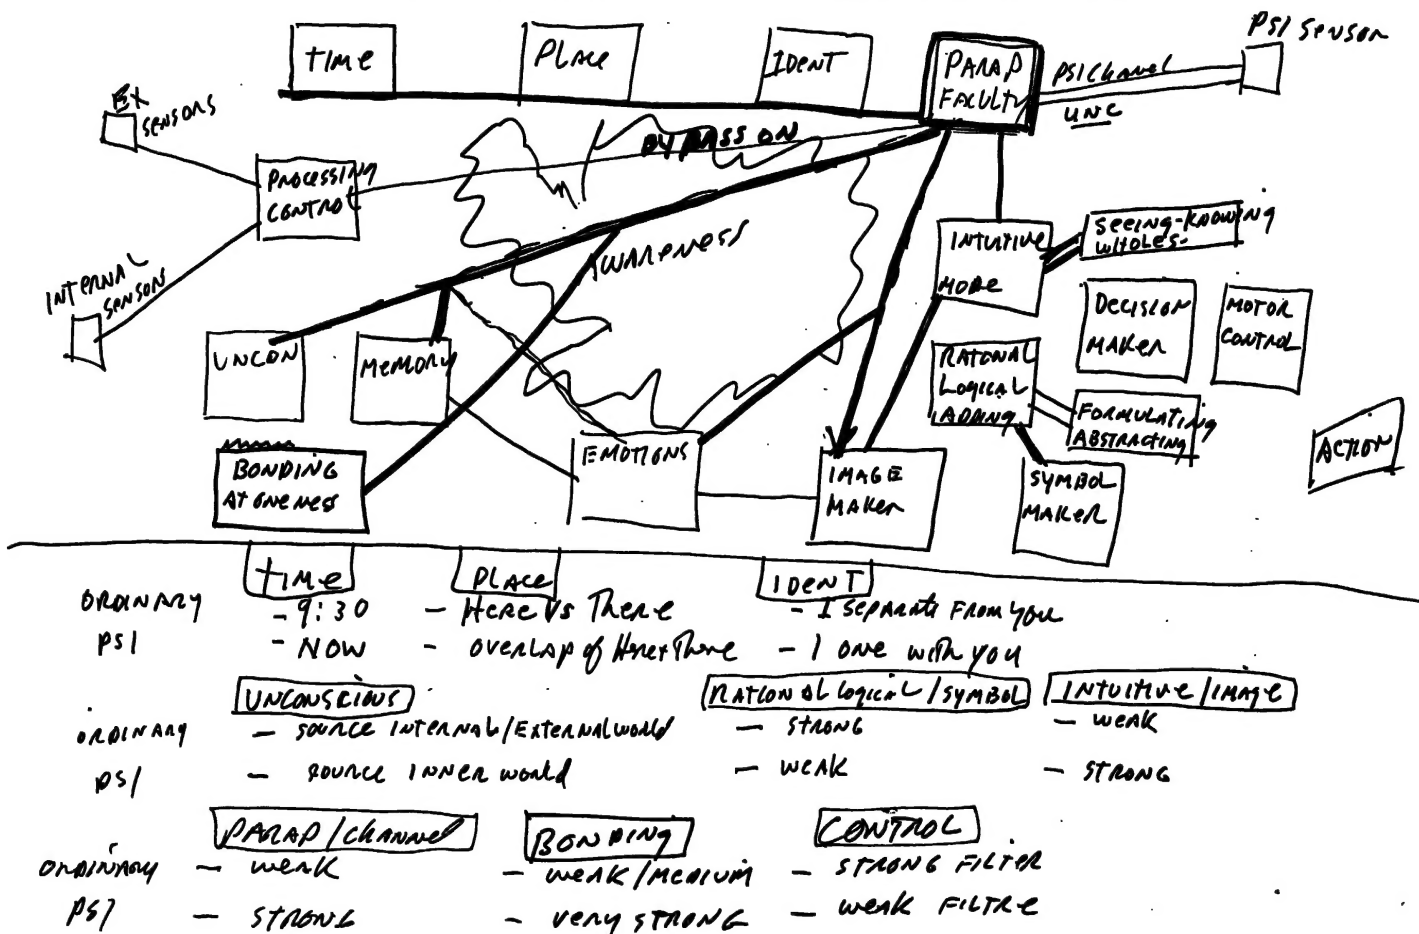 PSI SENSOR
TIME
PLACE
IDENT
PARAP
FACULTY
PSI CHANEL
UNC
EX
SENSORS
BYPASS ON
PROCESSING
CONTROL
AWARENESS
INTUITIVE
MODE
SEEING-KNOWING
WHOLES-
INTERNAL
SENSOR
DECISION
MAKER
MOTOR
CONTROL
UNCON
MEMORY
RATIONAL
LOGICAL
ADDING
FORMULATING
ABSTRACTING
ACTION
BONDING
AT ONENESS
EMOTIONS
IMAGE
MAKER
SYMBOL
MAKER
TIME PLACE IDENT
ORDINARY - 9:30 - HERE VS THERE - I SEPARATE FROM YOU
PSI - NOW - OVERLAP of HERE + THERE - I ONE WITH YOU
UNCONSCIOUS RATIONAL LOGICAL/SYMBOL INTUITIVE/IMAGE
ORDINARY - SOURCE INTERNAL/EXTERNAL WORLD - STRONG - WEAK
PSI - SOURCE INNER WORLD - WEAK - STRONG
PARAP/CHANNEL BONDING CONTROL
ORDINARY - WEAK - WEAK/MEDIUM - STRONG FILTER
PSI - STRONG - VERY STRONG - WEAK FILTRE